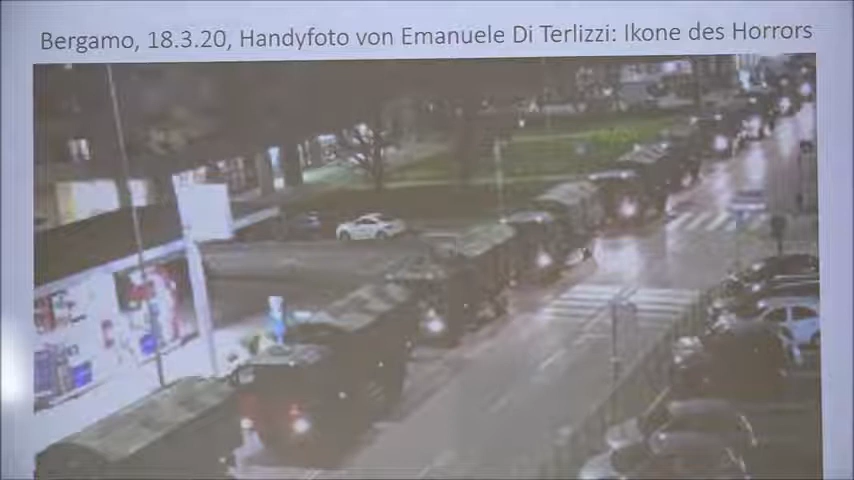 Bergamo, 18.3.20, Handyfoto von Emanuele Di Terlizzi: Ikone des Horrors